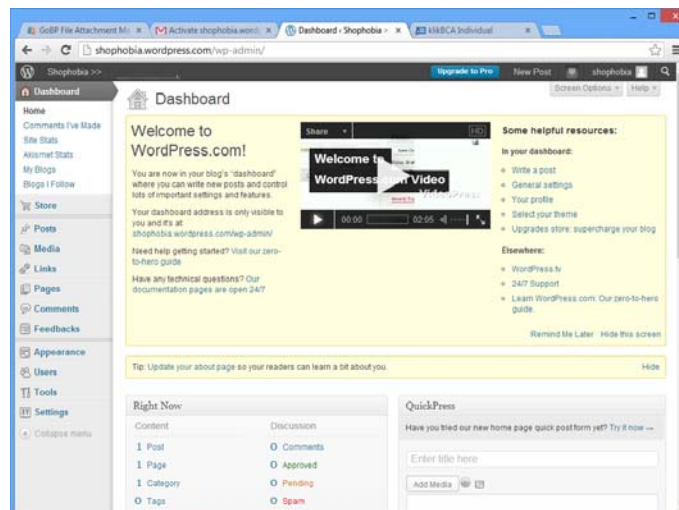 GoBP File Attachment Ma
Activate shophobia.word
Dashboard ‹ Shophobia
klikBCA Individual
shophobia.wordpress.com/wp-admin/
Shophobia >>
Upgrade to Pro
New Post
shophobia
Dashboard
Home
Comments I've Made
Site Stats
Akismet Stats
My Blogs
Blogs I Follow
Store
Posts
Media
Links
Pages
Comments
Feedbacks
Appearance
Users
Tools
Settings
Collapse menu
Screen Options
Help
Dashboard
Welcome to
WordPress.com!
You are now in your blog's "dashboard"
where you can write new posts and control
lots of important settings and features.
Your dashboard address is only visible to
you and it's at
shophobia.wordpress.com/wp-admin/
Need help getting started? Visit our zero-
to-hero guide
Have any technical questions? Our
documentation pages are open 24/7
Share
HD
Welcome to
WordPress.com Video
VideoPress
00:00
02:05
Some helpful resources:
In your dashboard:
Write a post
General settings
Your profile
Select your theme
Upgrades store: supercharge your blog
Elsewhere:
WordPress.tv
24/7 Support
Learn WordPress.com: Our zero-to-hero
guide.
Remind Me Later
Hide this screen
Tip: Update your about page so your readers can learn a bit about you.
Hide
Right Now
Content
Discussion
1 Post
0 Comments
1 Page
0 Approved
1 Category
0 Pending
0 Tags
0 Spam
QuickPress
Have you tried our new home page quick post form yet? Try it now →
Enter title here
Add Media